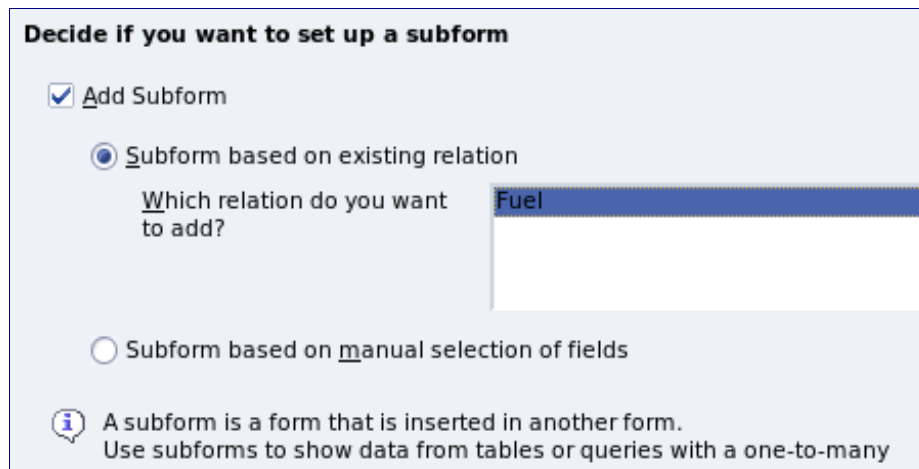 Decide if you want to set up a subform
Add Subform
Subform based on existing relation
Which relation do you want
to add?
Fuel
Subform based on manual selection of fields
A subform is a form that is inserted in another form.
Use subforms to show data from tables or queries with a one-to-many